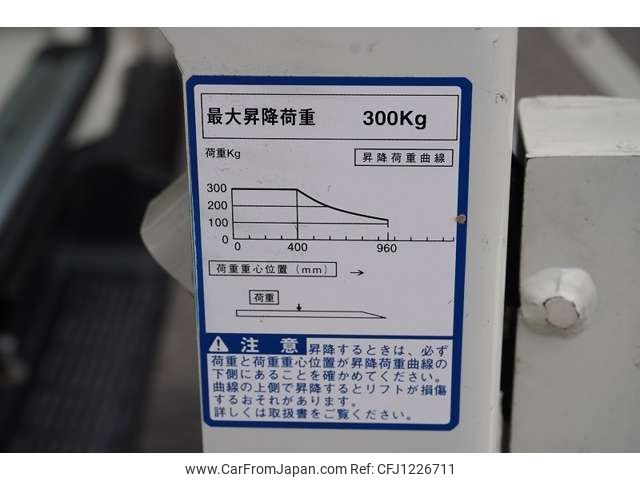 最大昇降荷重 300Kg
荷重Kg
昇降荷重曲線
300
200
100
0
0 400 960
荷重重心位置(mm) →
荷重
注意 昇降するときは、必ず
荷重と荷重重心位置が昇降荷重曲線の
下側にあることを確かめてください。
曲線の上側で昇降するとリフトが損傷
するおそれがあります。
詳しくは取扱書をご覧ください。
www.CarFromJapan.com - Photo ID: CFJ1226711